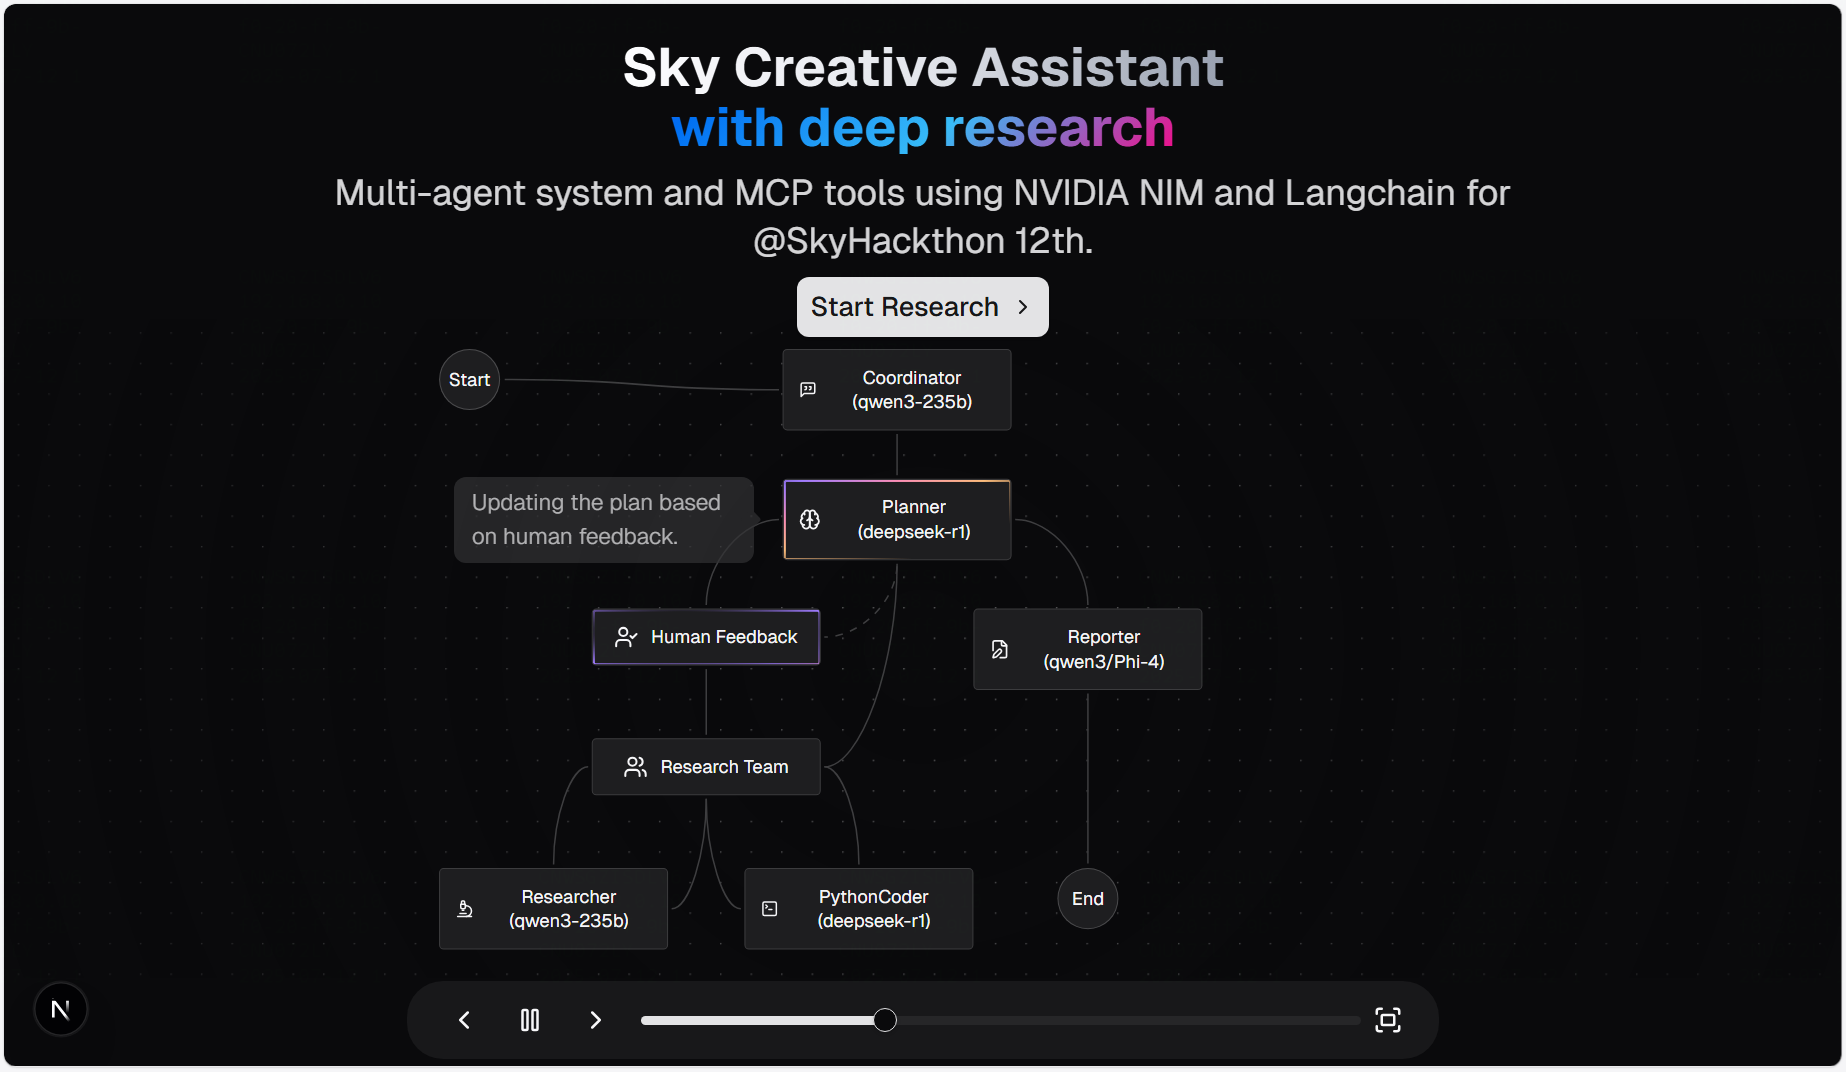 Sky Creative Assistant
with deep research
Multi-agent system and MCP tools using NVIDIA NIM and Langchain for
@SkyHackthon 12th.
Start Research
Start
Coordinator
(qwen3-235b)
Updating the plan based
on human feedback.
Planner
(deepseek-r1)
Human Feedback
Reporter
(qwen3/Phi-4)
Research Team
Researcher
(qwen3-235b)
PythonCoder
(deepseek-r1)
End
N